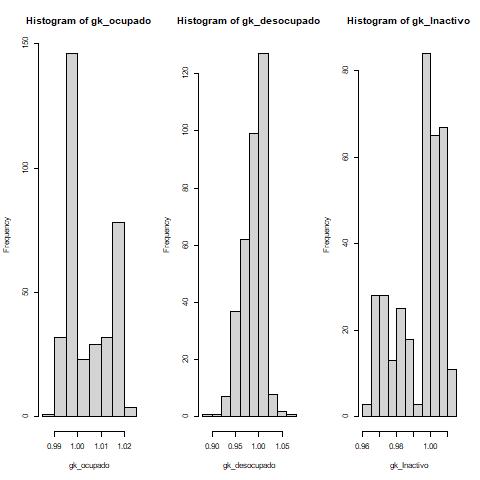 Histogram of gk_ocupado
Frequency
150
100
50
0
0.99 1.00 1.01 1.02
gk_ocupado
Histogram of gk_desocupado
Frequency
120
100
80
60
40
20
0
0.90 0.95 1.00 1.05
gk_desocupado
Histogram of gk_Inactivo
Frequency
80
60
40
20
0
0.96 0.98 1.00
gk_Inactivo